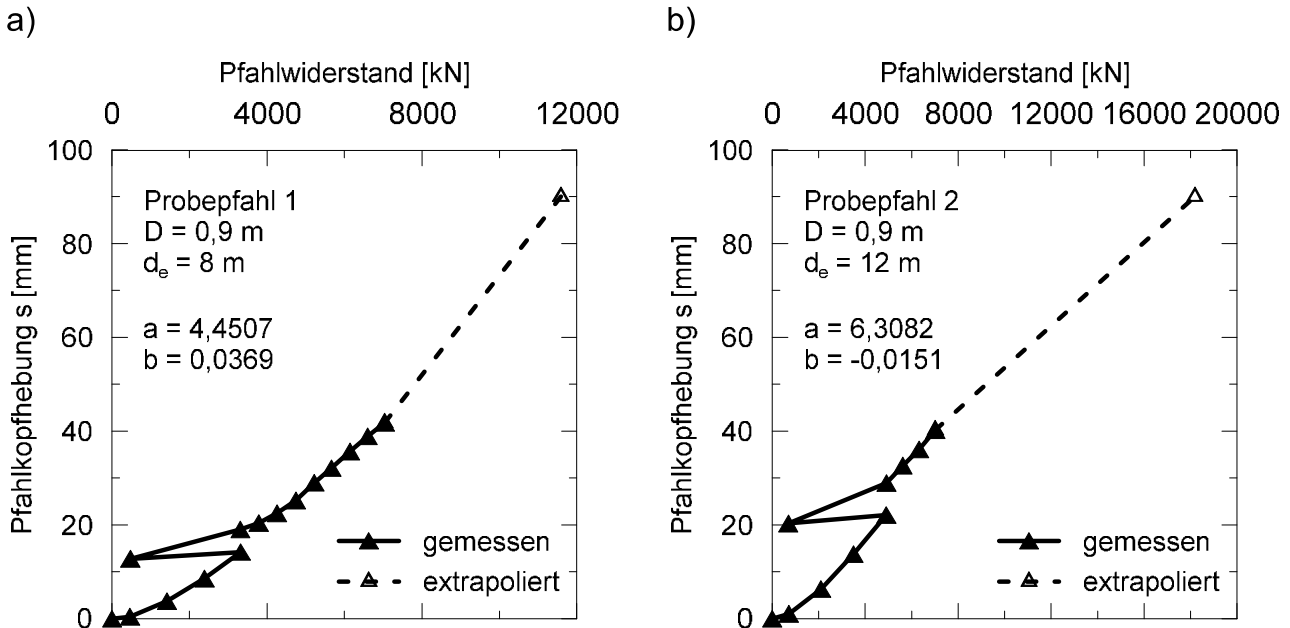 a)
Pfahlwiderstand [kN]
0 4000 8000 12000
100
80
60
40
20
0
Pfahlkopfhebung s [mm]
Probepfahl 1
D = 0,9 m
de = 8 m
a = 4,4507
b = 0,0369
gemessen
extrapoliert
b)
Pfahlwiderstand [kN]
0 4000 8000 12000 16000 20000
100
80
60
40
20
0
Pfahlkopfhebung s [mm]
Probepfahl 2
D = 0,9 m
de = 12 m
a = 6,3082
b = -0,0151
gemessen
extrapoliert